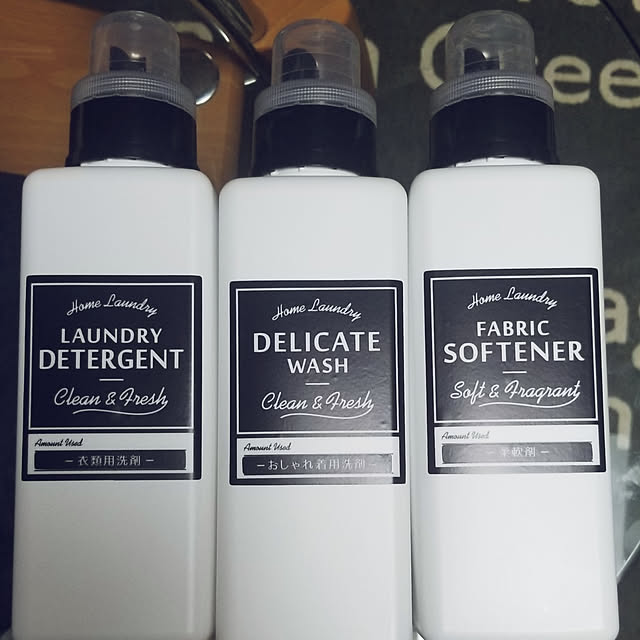 Home Laundry
LAUNDRY
DETERGENT
Clean & Fresh
Amount Used
－衣類用洗剤－
Home Laundry
DELICATE
WASH
Clean & Fresh
Amount Used
－おしゃれ着用洗剤－
Home Laundry
FABRIC
SOFTENER
Soft & Fragrant
Amount Used
－柔軟剤－
Gree